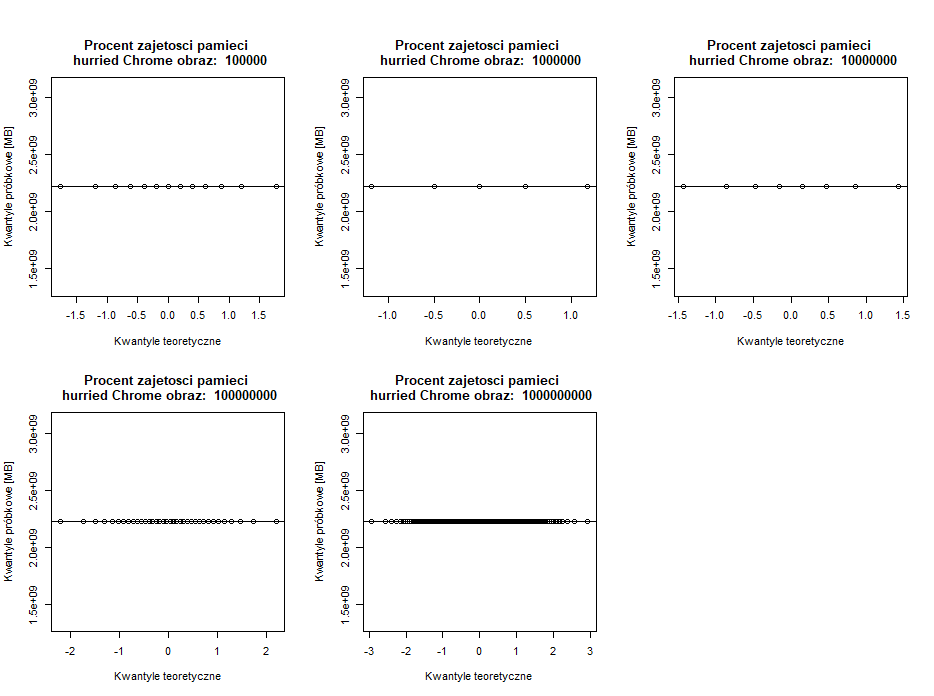 Procent zajetosci pamieci
hurried Chrome obraz: 100000
Kwantyle próbkowe [MB]
3.0e+09
2.5e+09
2.0e+09
1.5e+09
-1.5 -1.0 -0.5 0.0 0.5 1.0 1.5
Kwantyle teoretyczne
Procent zajetosci pamieci
hurried Chrome obraz: 1000000
Kwantyle próbkowe [MB]
3.0e+09
2.5e+09
2.0e+09
1.5e+09
-1.0 -0.5 0.0 0.5 1.0
Kwantyle teoretyczne
Procent zajetosci pamieci
hurried Chrome obraz: 10000000
Kwantyle próbkowe [MB]
3.0e+09
2.5e+09
2.0e+09
1.5e+09
-1.5 -1.0 -0.5 0.0 0.5 1.0 1.5
Kwantyle teoretyczne
Procent zajetosci pamieci
hurried Chrome obraz: 100000000
Kwantyle próbkowe [MB]
3.0e+09
2.5e+09
2.0e+09
1.5e+09
-2 -1 0 1 2
Kwantyle teoretyczne
Procent zajetosci pamieci
hurried Chrome obraz: 1000000000
Kwantyle próbkowe [MB]
3.0e+09
2.5e+09
2.0e+09
1.5e+09
-3 -2 -1 0 1 2 3
Kwantyle teoretyczne